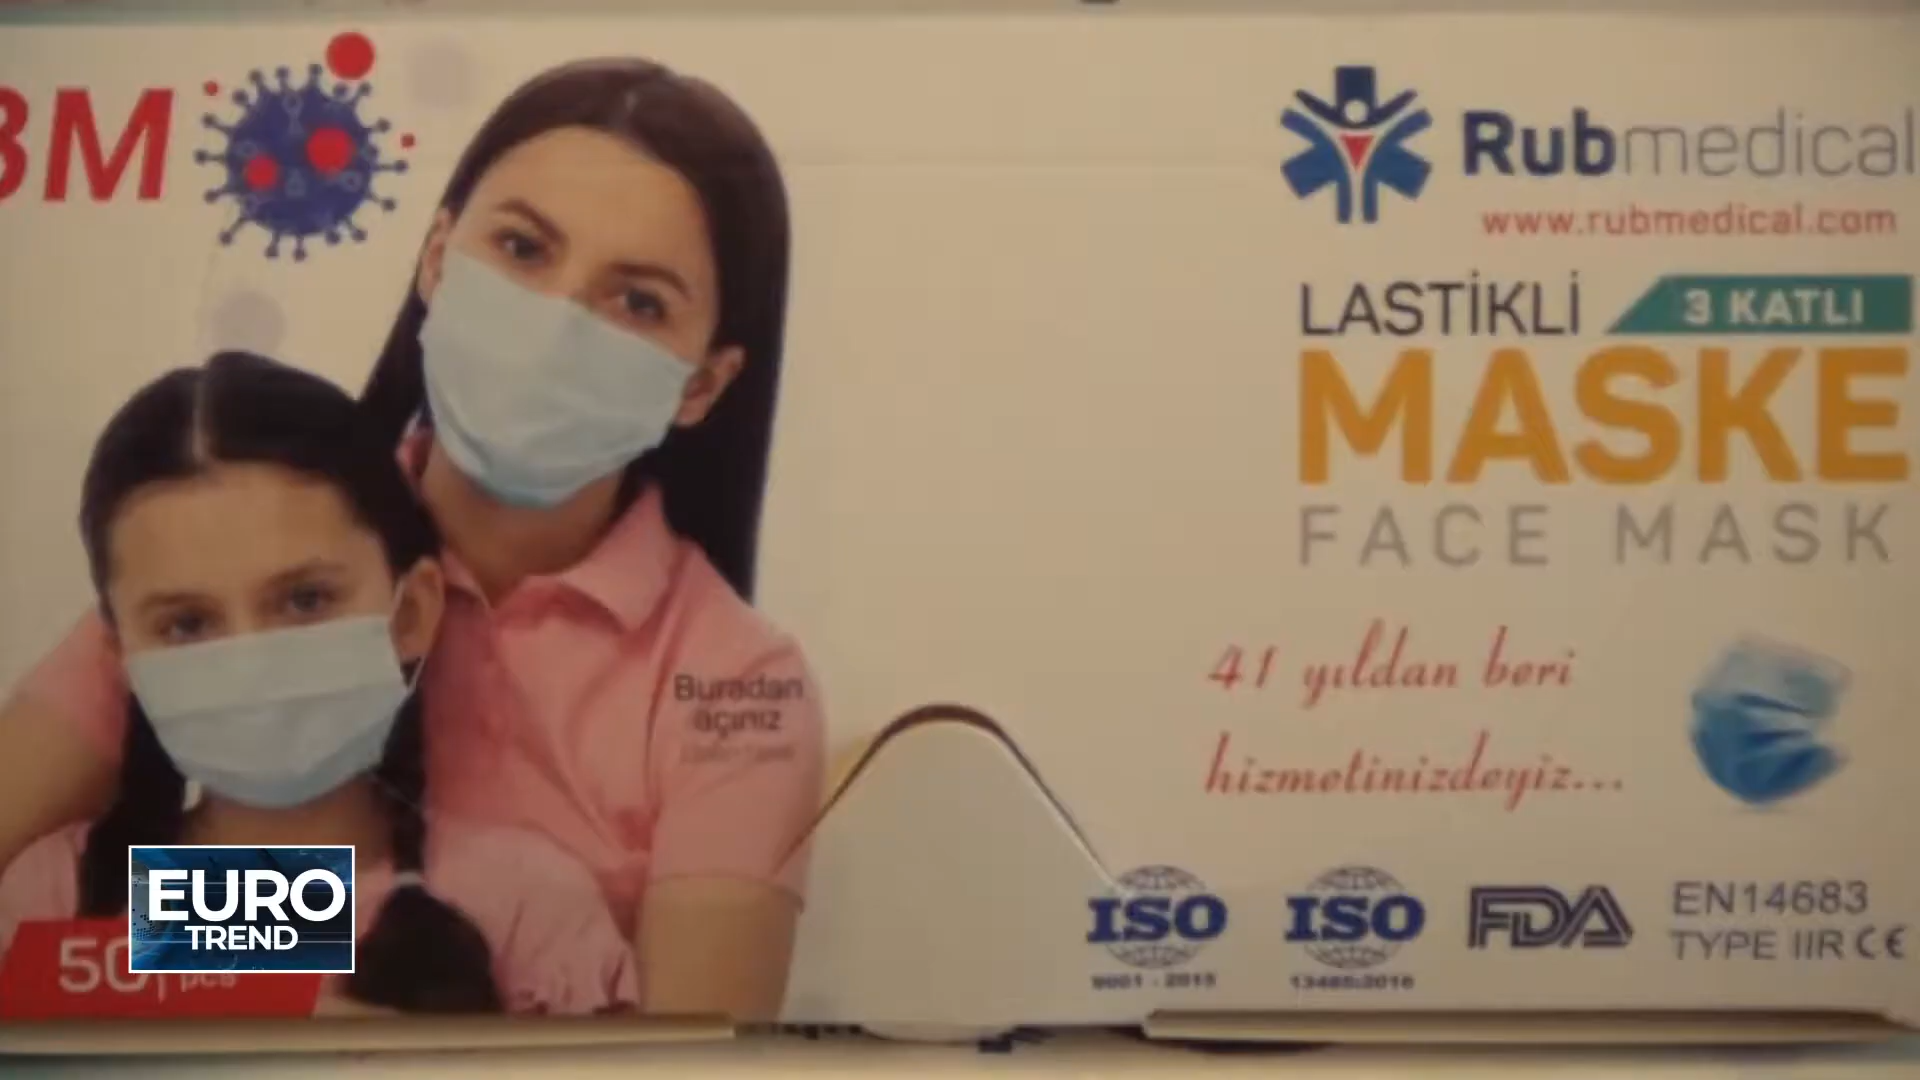 BM
Rubmedical
www.rubmedical.com
LASTİKLİ
3 KATLI
MASKE
FACE MASK
41 yıldan beri
hizmetinizdeyiz...
Buradan
açınız
ISO
9001 - 2015
ISO
13485:2016
FDA
EN14683
TYPE IIR CE
50 pcs
EURO
TREND